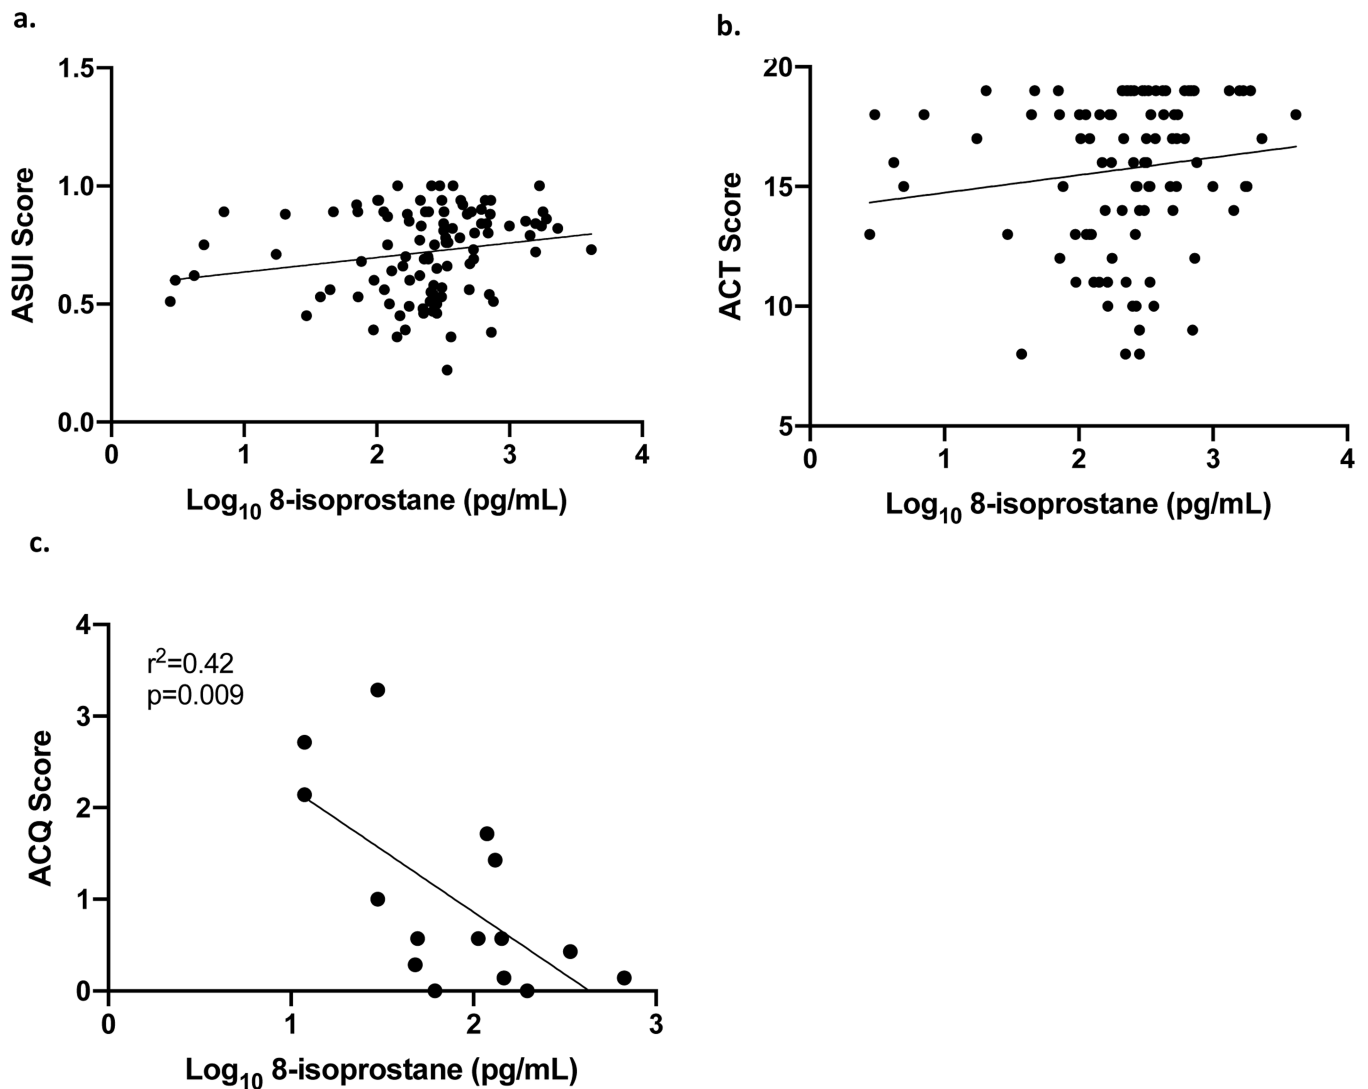 a.
1.5
1.0
0.5
0.0
ASUI Score
0 1 2 3 4
Log10 8-isoprostane (pg/mL)
b.
20
15
10
5
ACT Score
0 1 2 3 4
Log10 8-isoprostane (pg/mL)
c.
4
3
2
1
0
ACQ Score
r2=0.42
p=0.009
0 1 2 3
Log10 8-isoprostane (pg/mL)